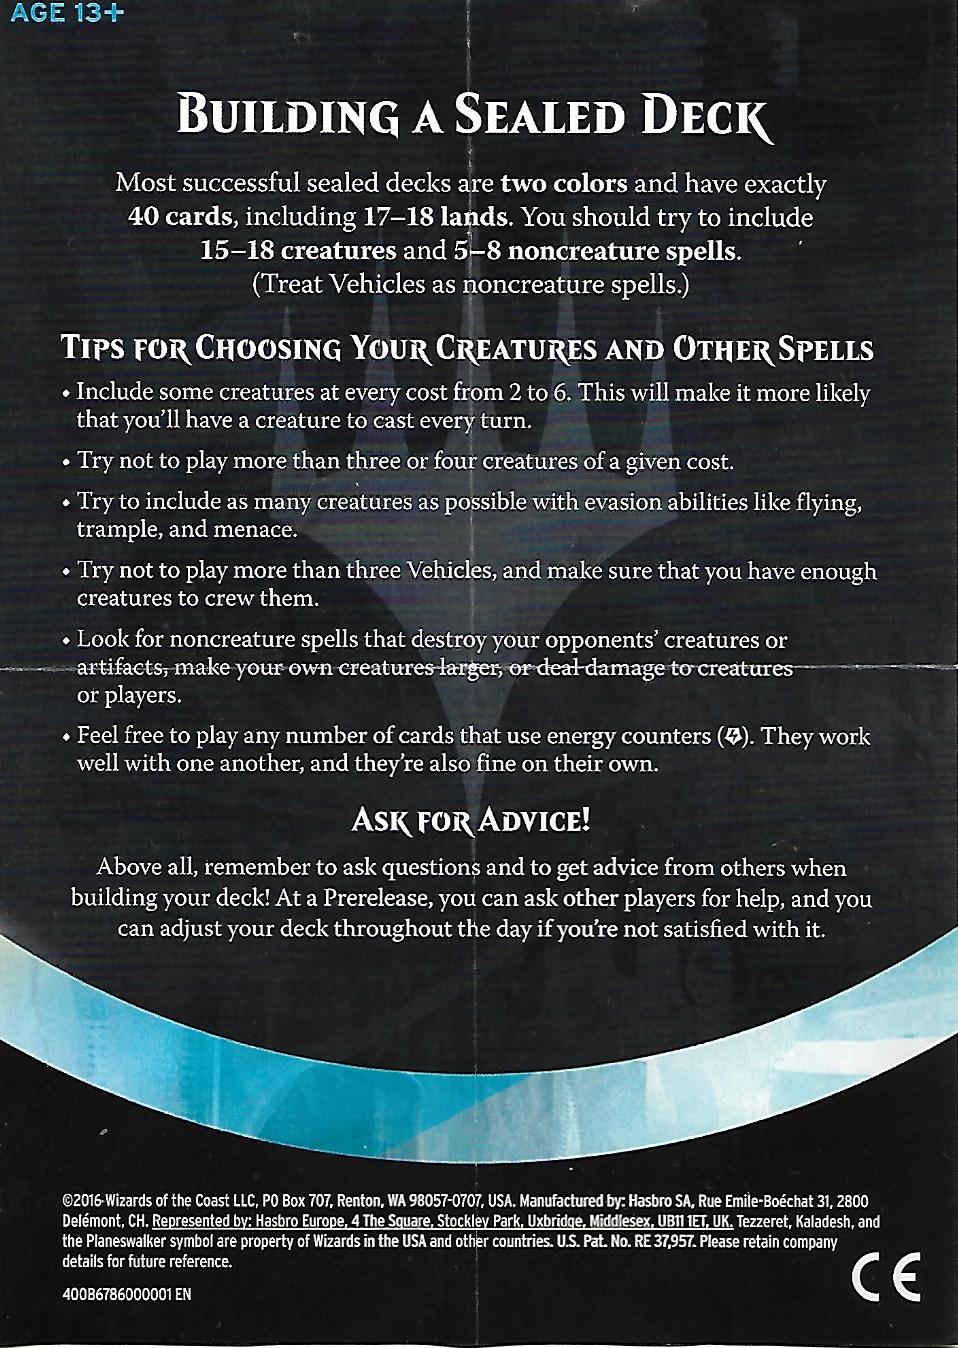 AGE 13+
BUILDING A SEALED DECK
Most successful sealed decks are two colors and have exactly
40 cards, including 17–18 lands. You should try to include
15–18 creatures and 5–8 noncreature spells.
(Treat Vehicles as noncreature spells.)
TIPS FOR CHOOSING YOUR CREATURES AND OTHER SPELLS
• Include some creatures at every cost from 2 to 6. This will make it more likely
that you'll have a creature to cast every turn.
• Try not to play more than three or four creatures of a given cost.
• Try to include as many creatures as possible with evasion abilities like flying,
trample, and menace.
• Try not to play more than three Vehicles, and make sure that you have enough
creatures to crew them.
• Look for noncreature spells that destroy your opponents' creatures or
artifacts, make your own creatures larger, or deal damage to creatures
or players.
• Feel free to play any number of cards that use energy counters (). They work
well with one another, and they're also fine on their own.
ASK FOR ADVICE!
Above all, remember to ask questions and to get advice from others when
building your deck! At a Prerelease, you can ask other players for help, and you
can adjust your deck throughout the day if you're not satisfied with it.
©2016 Wizards of the Coast LLC, PO Box 707, Renton, WA 98057-0707, USA. Manufactured by: Hasbro SA, Rue Emile-Boéchat 31, 2800
Delémont, CH. Represented by: Hasbro Europe, 4 The Square, Stockley Park, Uxbridge, Middlesex, UB11 1ET, UK. Tezzeret, Kaladesh, and
the Planeswalker symbol are property of Wizards in the USA and other countries. U.S. Pat. No. RE 37,957. Please retain company
details for future reference.
400B6786000001 EN
CE